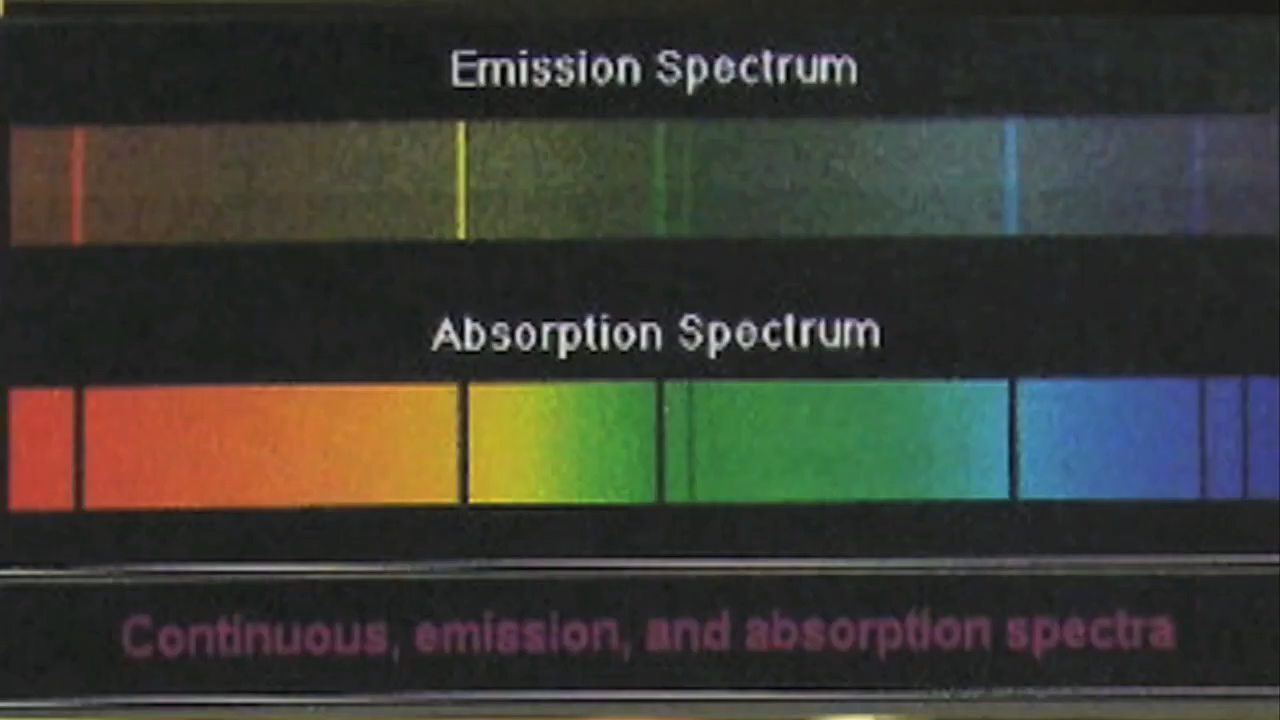 Emission Spectrum
Absorption Spectrum
Continuous, emission, and absorption spectra